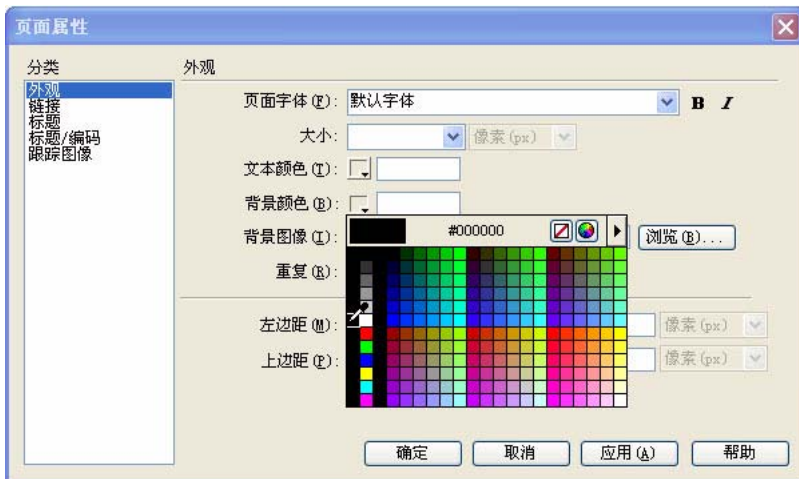 页面属性
分类
外观
链接
标题
标题/编码
跟踪图像
外观
页面字体(F): 默认字体 B I
大小: 像素(px)
文本颜色(T):
背景颜色(B):
#000000
背景图像(I): 浏览(B)...
重复(R):
左边距(M): 像素(px)
上边距(P): 像素(px)
确定 取消 应用(A) 帮助